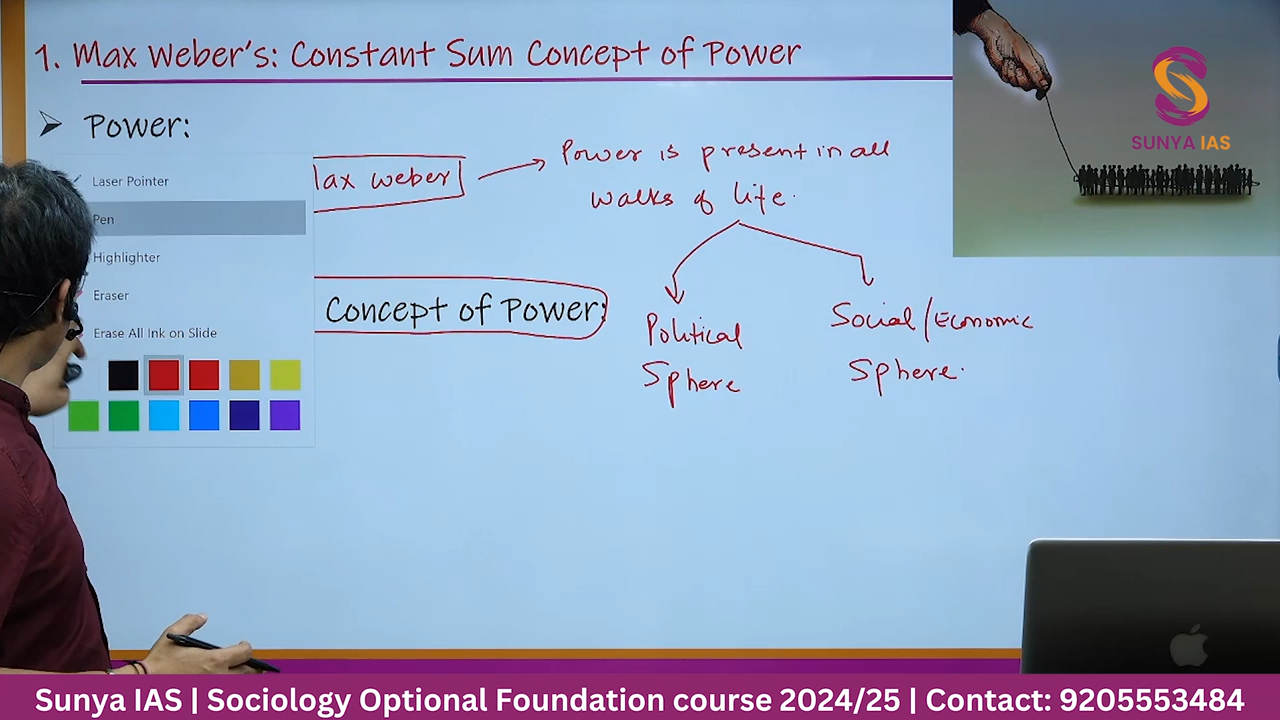 1. Max Weber's: Constant Sum Concept of Power
SUNYA IAS
➢ Power:
Laser Pointer
Pen
Highlighter
Eraser
Erase All Ink on Slide
ax weber
Power is present in all
walks of life.
Concept of Power:
Political
Sphere
Social/Economic
Sphere.
Sunya IAS | Sociology Optional Foundation course 2024/25 | Contact: 9205553484